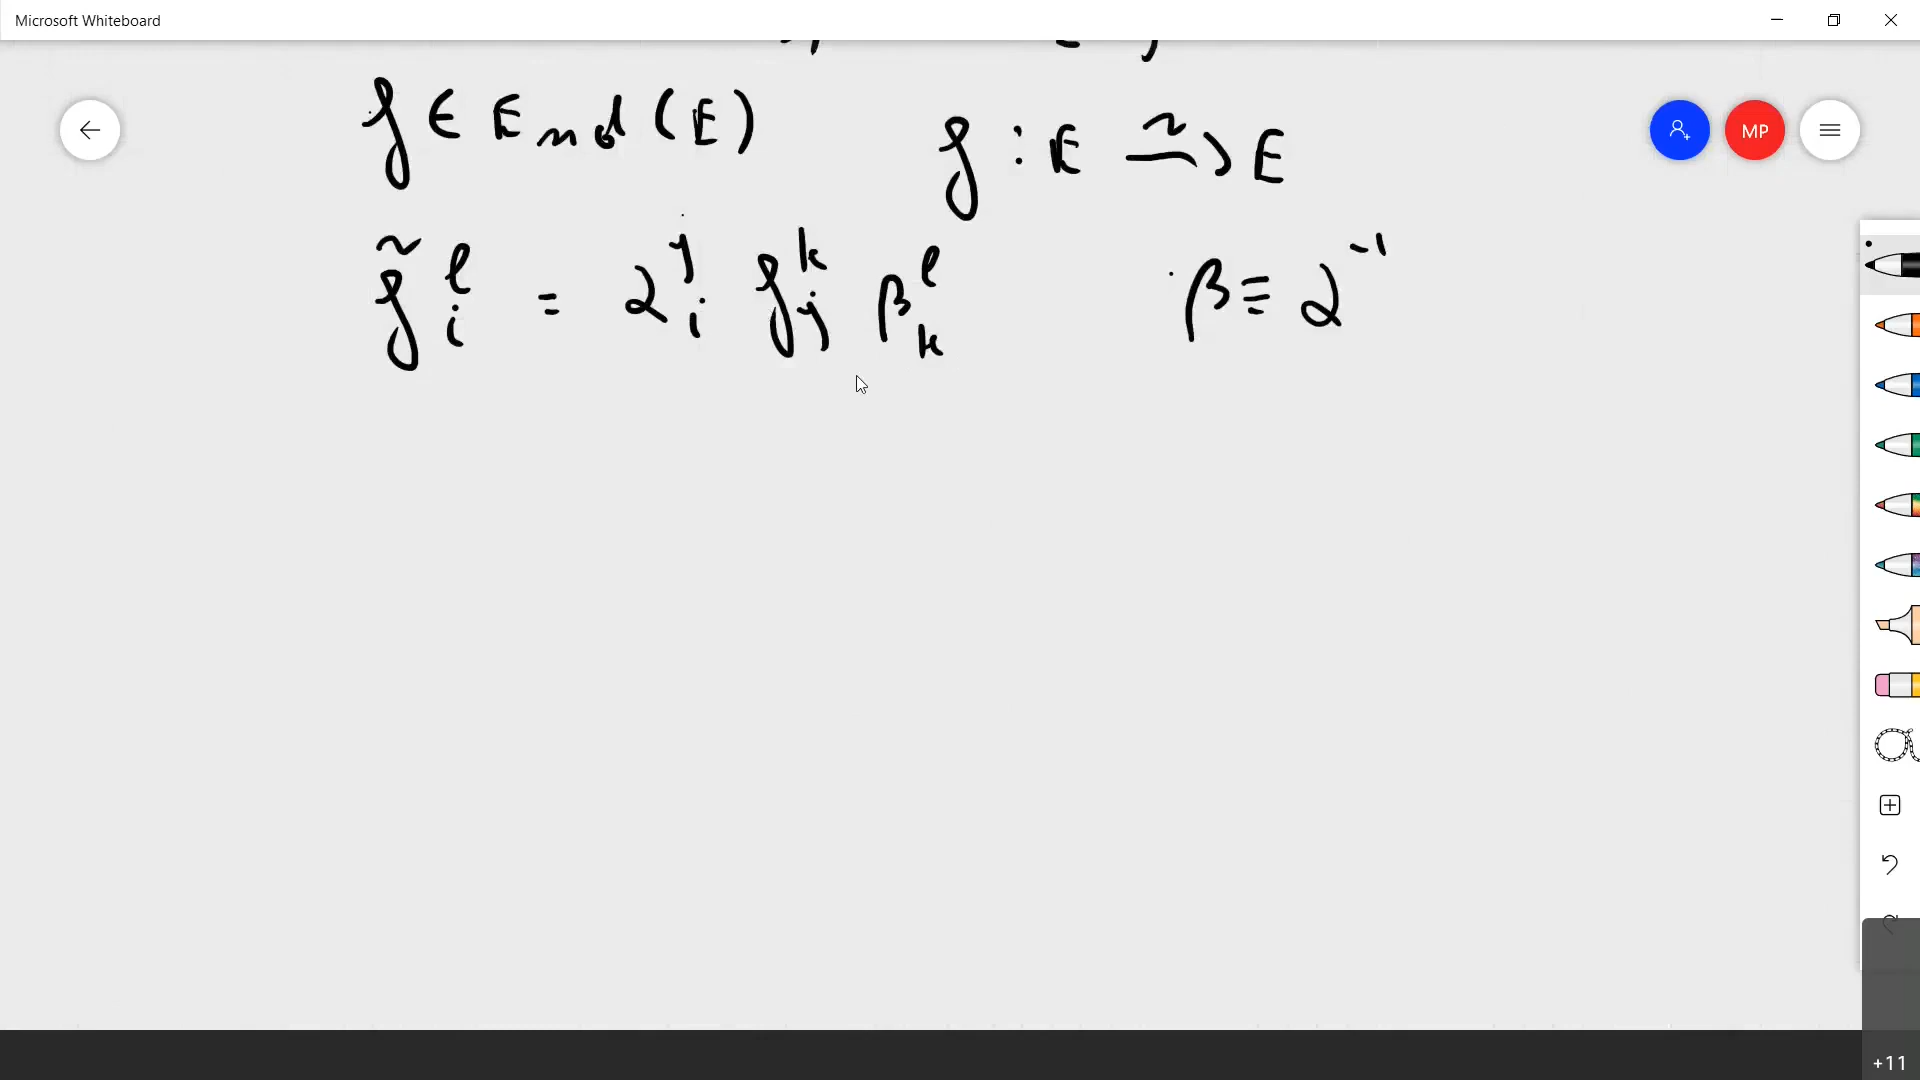 Microsoft Whiteboard
f ∈ End(E)  f : E ⥲ E
MP
f̃ᵢˡ = αᵢʲ fⱼᵏ βₖˡ  β ≡ α⁻¹
+11